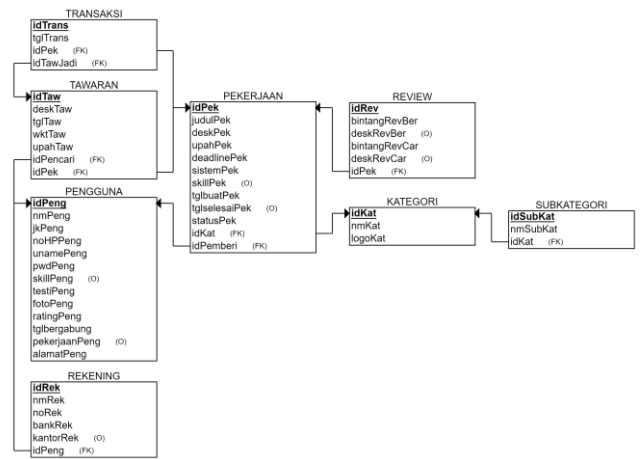 TRANSAKSI
idTrans
tglTrans
idPek (FK)
idTawJadi (FK)
TAWARAN
idTaw
deskTaw
tglTaw
wktTaw
upahTaw
idPencari (FK)
idPek (FK)
PENGGUNA
idPeng
nmPeng
jkPeng
noHPPeng
unamePeng
pwdPeng
skillPeng (O)
testiPeng
fotoPeng
ratingPeng
tglbergabung
pekerjaanPeng (O)
alamatPeng
REKENING
idRek
nmRek
noRek
bankRek
kantorRek (O)
idPeng (FK)
PEKERJAAN
idPek
judulPek
deskPek
upahPek
deadlinePek
sistemPek
skillPek (O)
tglbuatPek
tglselesaiPek (O)
statusPek
idKat (FK)
idPemberi (FK)
REVIEW
idRev
bintangRevBer
deskRevBer (O)
bintangRevCar
deskRevCar (O)
idPek (FK)
KATEGORI
idKat
nmKat
logoKat
SUBKATEGORI
idSubKat
nmSubKat
idKat (FK)